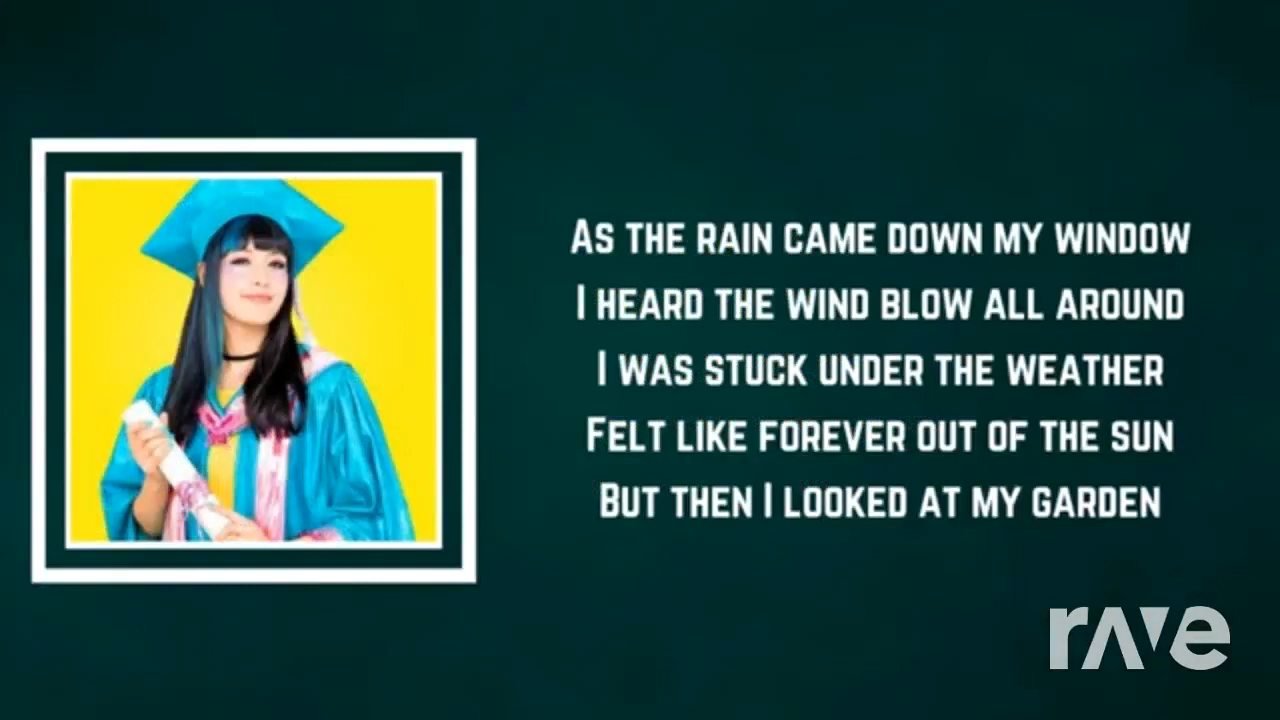 As the rain came down my window
I heard the wind blow all around
I was stuck under the weather
Felt like forever out of the sun
But then I looked at my garden
rave